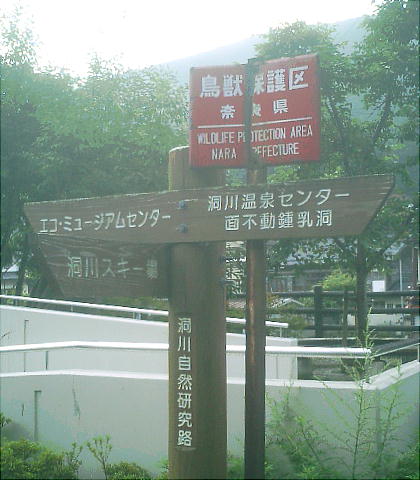 鳥獣保護区
奈良県
WILDLIFE PROTECTION AREA
NARA PREFECTURE
エコ・ミュージアムセンター
洞川温泉センター
面不動鍾乳洞
洞川スキー場
洞川自然研究路